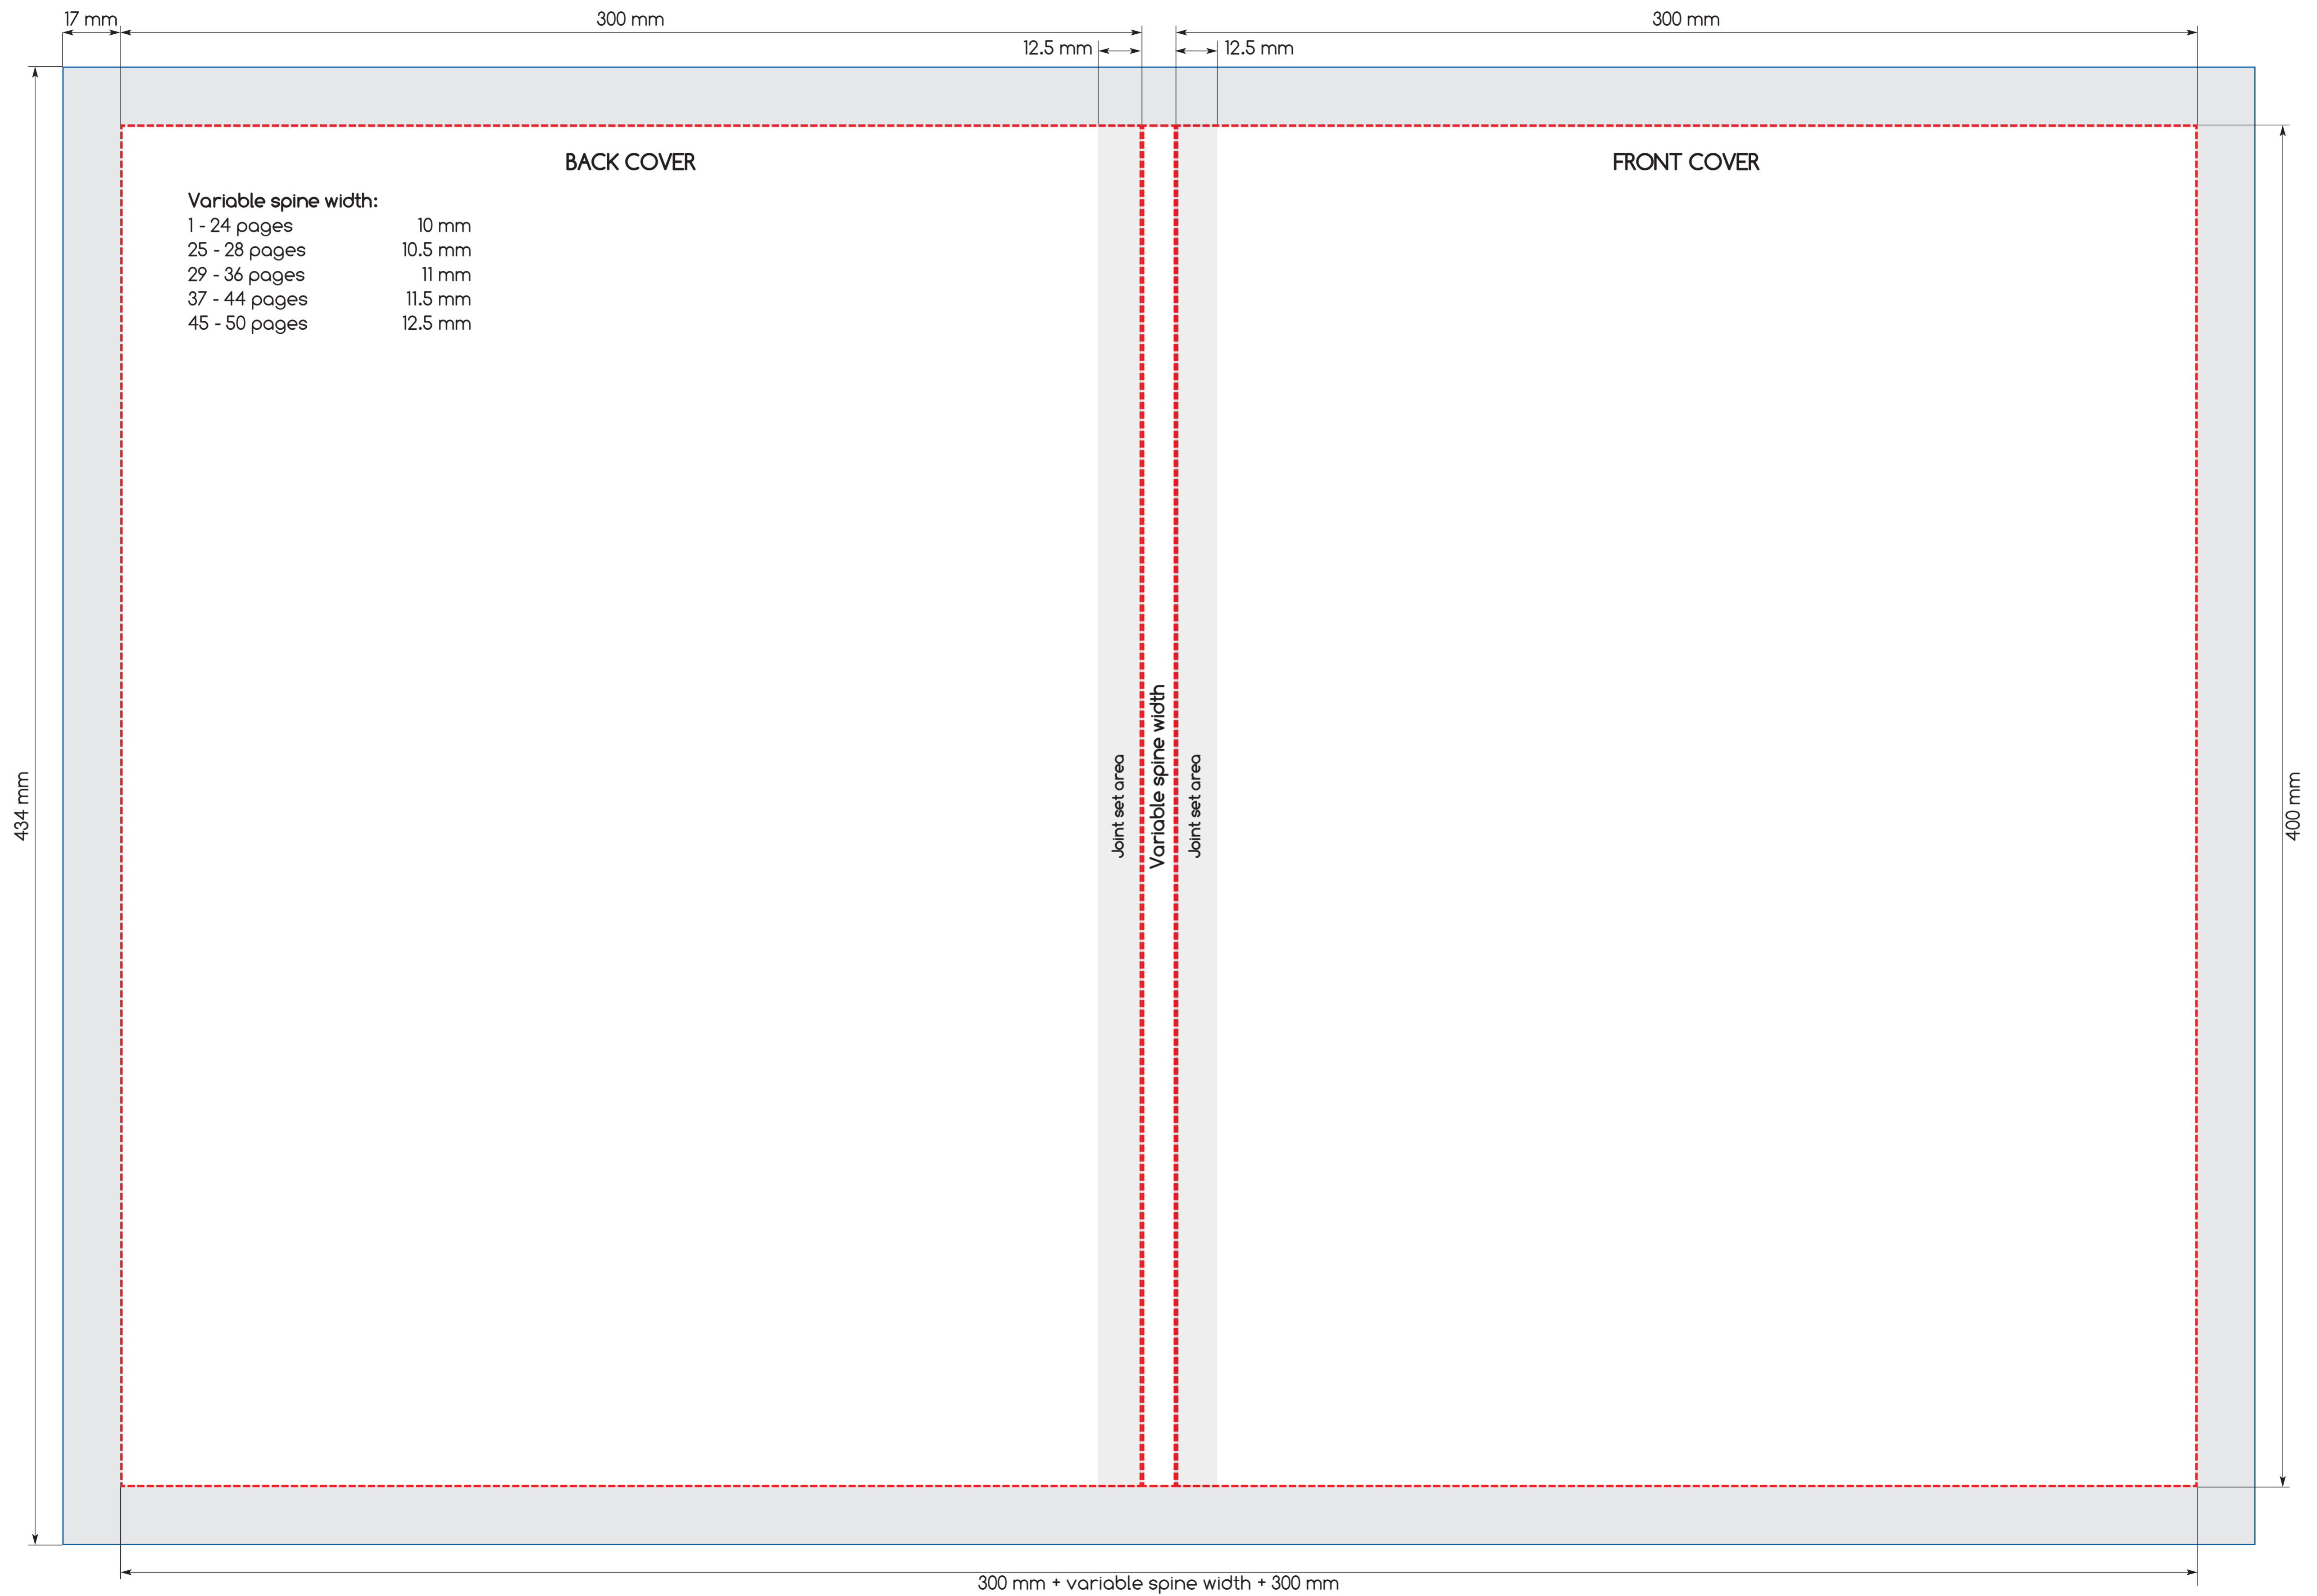 17 mm
300 mm
300 mm
12.5 mm
12.5 mm
BACK COVER
FRONT COVER
Variable spine width:
1 - 24 pages 10 mm
25 - 28 pages 10.5 mm
29 - 36 pages 11 mm
37 - 44 pages 11.5 mm
45 - 50 pages 12.5 mm
434 mm
Joint set area
Variable spine width
Joint set area
400 mm
300 mm + variable spine width + 300 mm